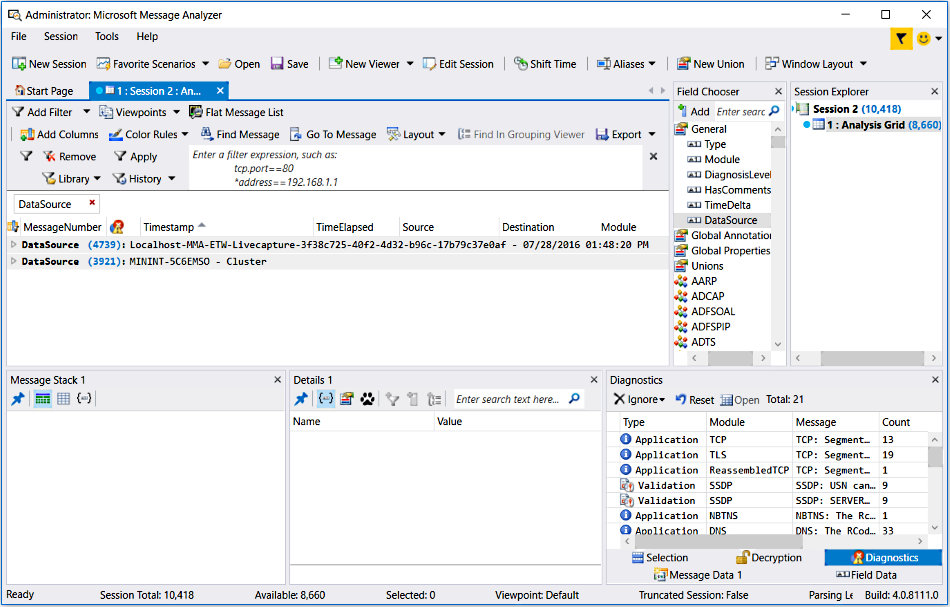 Administrator: Microsoft Message Analyzer
File Session Tools Help
New Session Favorite Scenarios Open Save New Viewer Edit Session Shift Time Aliases New Union Window Layout
Start Page 1 : Session 2 : An...
Add Filter Viewpoints Flat Message List
Add Columns Color Rules Find Message Go To Message Layout Find In Grouping Viewer Export
Remove Apply
Library History
Enter a filter expression, such as:
tcp.port==80
*address==192.168.1.1
DataSource
MessageNumber Timestamp TimeElapsed Source Destination Module
DataSource (4739): Localhost-MMA-ETW-Livecapture-3f38c725-40f2-4d32-b96c-17b79c37e0af - 07/28/2016 01:48:20 PM
DataSource (3921): MININT-5C6EMSO - Cluster
Field Chooser
Add Enter searc
General
Type
Module
DiagnosisLevel
HasComments
TimeDelta
DataSource
Global Annotation
Global Properties
Unions
AARP
ADCAP
ADFSOAL
ADFSPIP
ADTS
Session Explorer
Session 2 (10,418)
1 : Analysis Grid (8,660)
Message Stack 1
Details 1
Enter search text here...
Name Value
Diagnostics
Ignore Reset Open Total: 21
Type Module Message Count
Application TCP TCP: Segment... 13
Application TLS TCP: Segment... 19
Application ReassembledTCP TCP: Segment... 1
Validation SSDP SSDP: USN can... 9
Validation SSDP SSDP: SERVER... 9
Application NBTNS NBTNS: The Rc... 1
Application DNS DNS: The RCod... 33
Selection Decryption Diagnostics
Message Data 1 Field Data
Ready Session Total: 10,418 Available: 8,660 Selected: 0 Viewpoint: Default Truncated Session: False Parsing Le Build: 4.0.8111.0